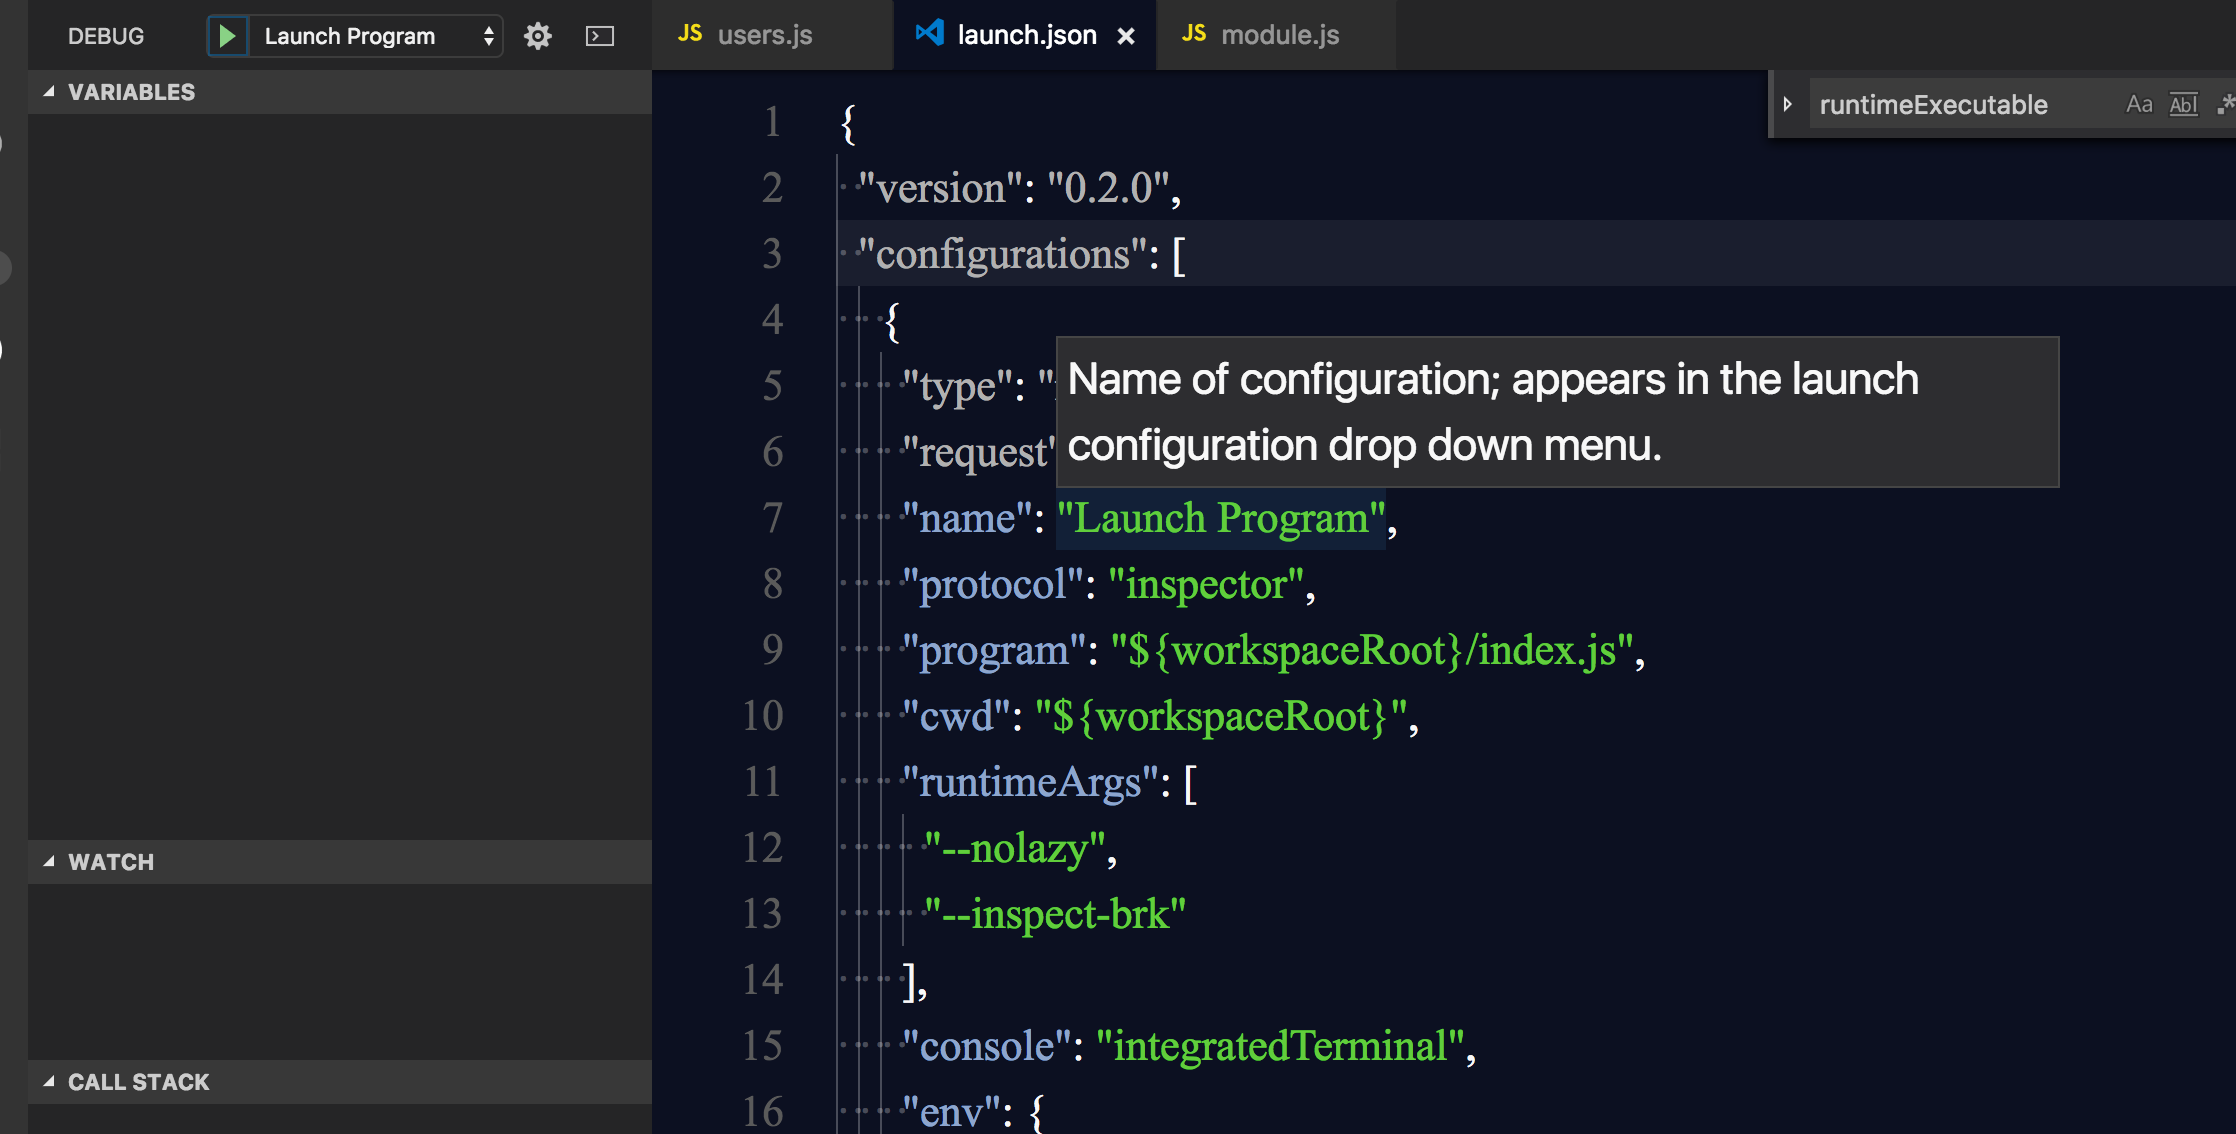 DEBUG Launch Program
VARIABLES
WATCH
CALL STACK
JS users.js launch.json × JS module.js
runtimeExecutable Aa Abl .*
1 {
2 "version": "0.2.0",
3 "configurations": [
4 {
5 "type": "
Name of configuration; appears in the launch
configuration drop down menu.
6 "request"
7 "name": "Launch Program",
8 "protocol": "inspector",
9 "program": "${workspaceRoot}/index.js",
10 "cwd": "${workspaceRoot}",
11 "runtimeArgs": [
12 "--nolazy",
13 "--inspect-brk"
14 ],
15 "console": "integratedTerminal",
16 "env": {